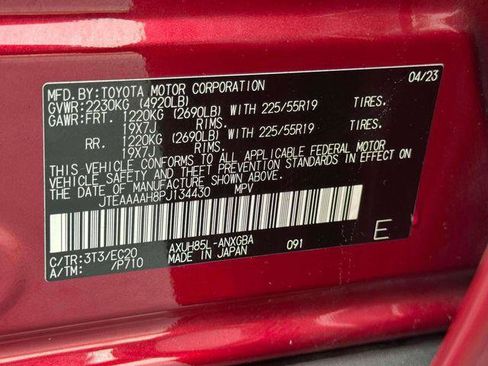 MFD.BY:TOYOTA MOTOR CORPORATION 04/23
GVWR:2230KG (4920LB)
GAWR:FRT. 1220KG (2690LB) WITH 225/55R19 TIRES.
19X7J RIMS.
RR. 1220KG (2690LB) WITH 225/55R19 TIRES.
19X7J RIMS.
THIS VEHICLE CONFORMS TO ALL APPLICABLE FEDERAL MOTOR
VEHICLE SAFETY AND THEFT PREVENTION STANDARDS IN EFFECT ON
THE DATE OF MANUFACTURE SHOWN ABOVE.
JTEAAAAH8PJ134430 MPV
C/TR:3T3/EC20 AXUH85L-ANXGBA 091 E
A/TM: /P710 MADE IN JAPAN